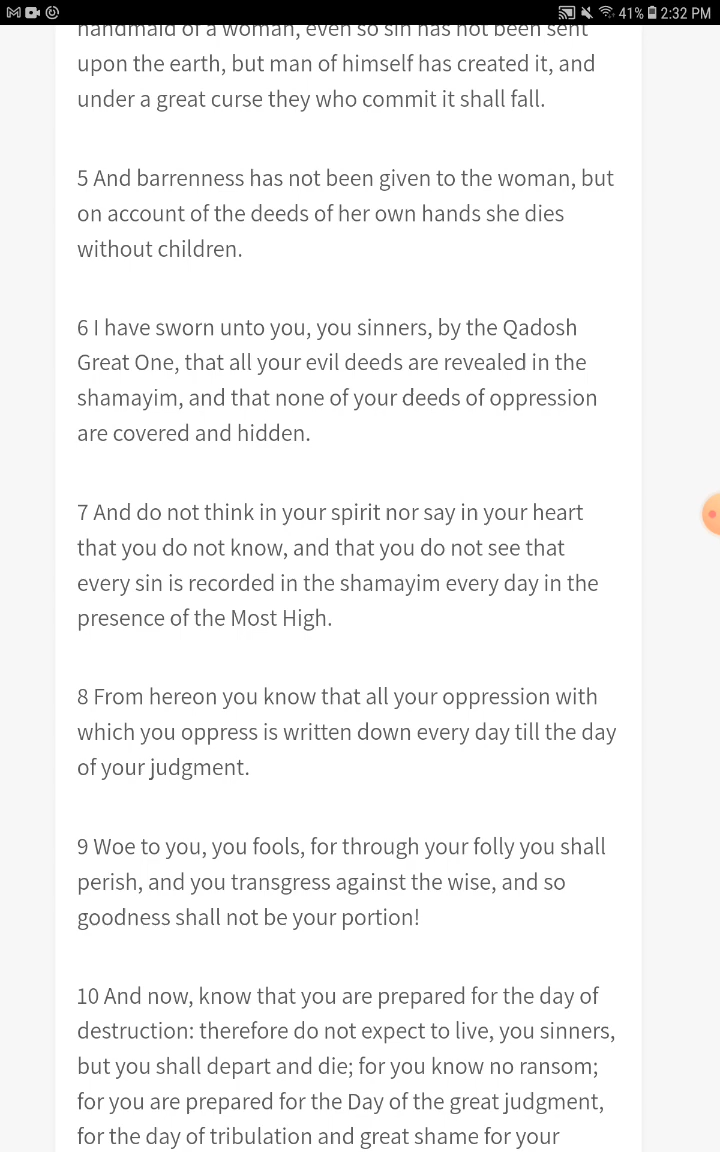 41% 2:32 PM
handmaid of a woman, even so sin has not been sent
upon the earth, but man of himself has created it, and
under a great curse they who commit it shall fall.
5 And barrenness has not been given to the woman, but
on account of the deeds of her own hands she dies
without children.
6 I have sworn unto you, you sinners, by the Qadosh
Great One, that all your evil deeds are revealed in the
shamayim, and that none of your deeds of oppression
are covered and hidden.
7 And do not think in your spirit nor say in your heart
that you do not know, and that you do not see that
every sin is recorded in the shamayim every day in the
presence of the Most High.
8 From hereon you know that all your oppression with
which you oppress is written down every day till the day
of your judgment.
9 Woe to you, you fools, for through your folly you shall
perish, and you transgress against the wise, and so
goodness shall not be your portion!
10 And now, know that you are prepared for the day of
destruction: therefore do not expect to live, you sinners,
but you shall depart and die; for you know no ransom;
for you are prepared for the Day of the great judgment,
for the day of tribulation and great shame for your